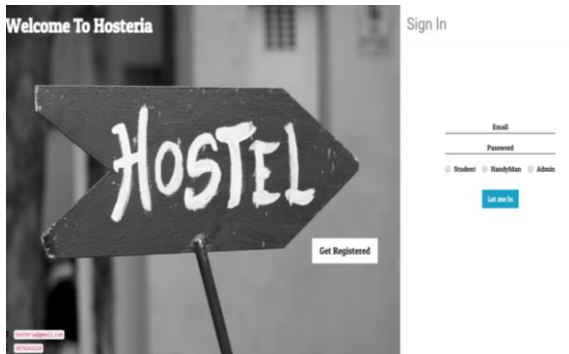 Welcome To Hosteria
HOSTEL
Get Registered
Sign In
Email
Password
Student HandyMan Admin
Let me In